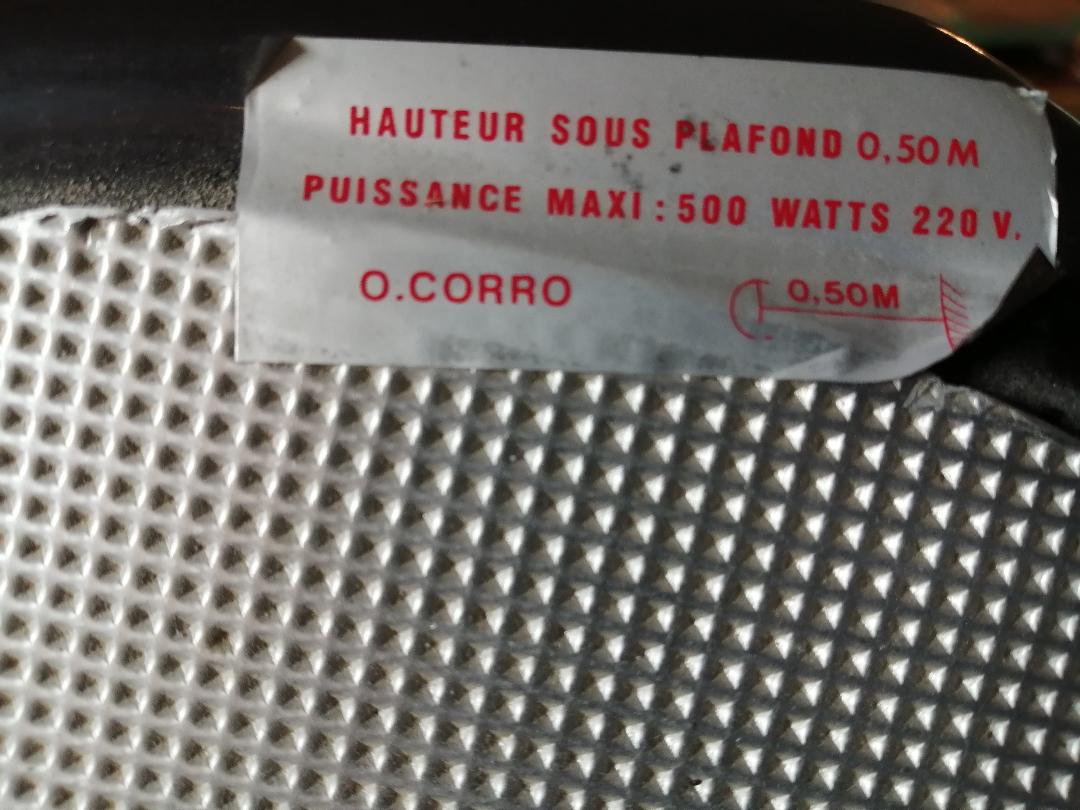 HAUTEUR SOUS PLAFOND 0,50 M
PUISSANCE MAXI : 500 WATTS 220 V.
O.CORRO
0,50M